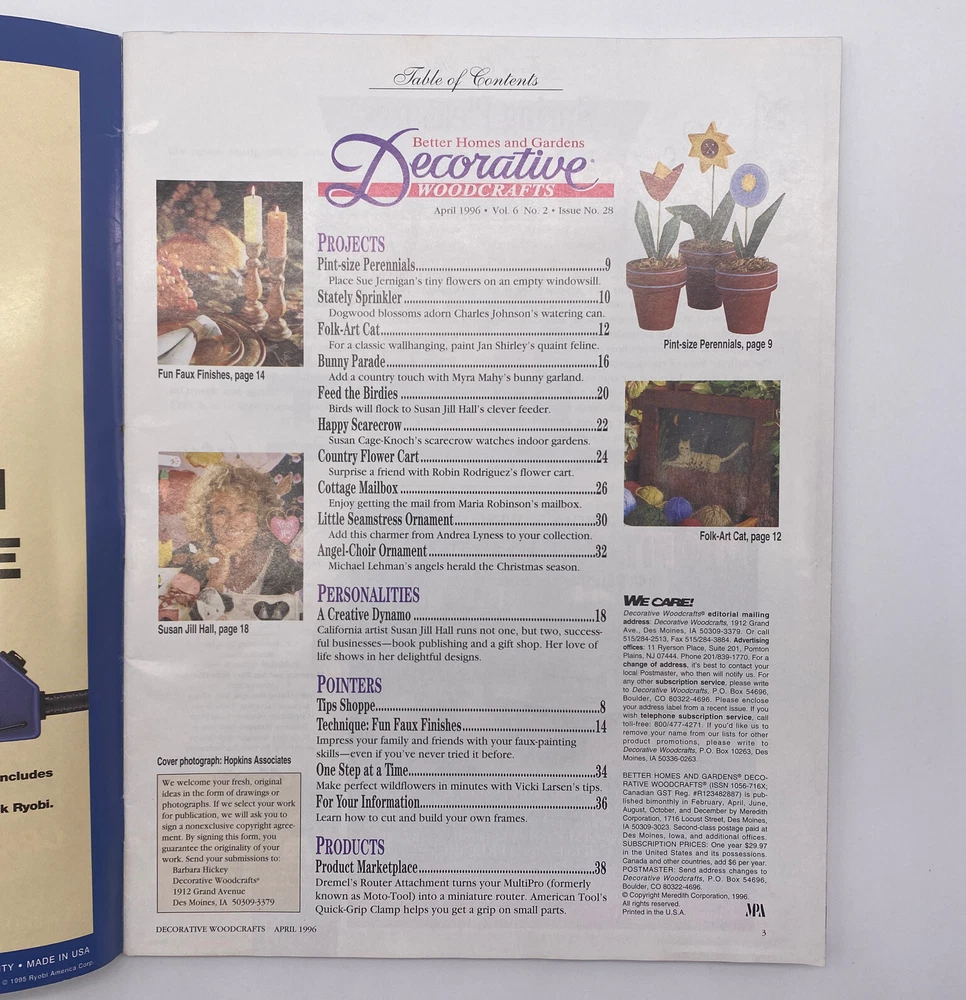 Table of Contents
Better Homes and Gardens
Decorative®
WOODCRAFTS
April 1996 • Vol. 6 No. 2 • Issue No. 28
PROJECTS
Pint-size Perennials....9
Place Sue Jernigan's tiny flowers on an empty windowsill.
Stately Sprinkler....10
Dogwood blossoms adorn Charles Johnson's watering can.
Folk-Art Cat....12
For a classic wallhanging, paint Jan Shirley's quaint feline.
Bunny Parade....16
Add a country touch with Myra Mahy's bunny garland.
Feed the Birdies....20
Birds will flock to Susan Jill Hall's clever feeder.
Happy Scarecrow....22
Susan Cage-Knoch's scarecrow watches indoor gardens.
Country Flower Cart....24
Surprise a friend with Robin Rodriguez's flower cart.
Cottage Mailbox....26
Enjoy getting the mail from Maria Robinson's mailbox.
Little Seamstress Ornament....30
Add this charmer from Andrea Lyness to your collection.
Angel-Choir Ornament....32
Michael Lehman's angels herald the Christmas season.
PERSONALITIES
A Creative Dynamo....18
California artist Susan Jill Hall runs not one, but two, success-
ful businesses—book publishing and a gift shop. Her love of
life shows in her delightful designs.
POINTERS
Tips Shoppe....8
Technique: Fun Faux Finishes....14
Impress your family and friends with your faux-painting
skills—even if you've never tried it before.
One Step at a Time....34
Make perfect wildflowers in minutes with Vicki Larsen's tips.
For Your Information....36
Learn how to cut and build your own frames.
PRODUCTS
Product Marketplace....38
Dremel's Router Attachment turns your MultiPro (formerly
known as Moto-Tool) into a miniature router. American Tool's
Quick-Grip Clamp helps you get a grip on small parts.
Fun Faux Finishes, page 14
Susan Jill Hall, page 18
Cover photograph: Hopkins Associates
We welcome your fresh, original
ideas in the form of drawings or
photographs. If we select your work
for publication, we will ask you to
sign a nonexclusive copyright agree-
ment. By signing this form, you
guarantee the originality of your
work. Send your submissions to:
Barbara Hickey
Decorative Woodcrafts®
1912 Grand Avenue
Des Moines, IA 50309-3379
DECORATIVE WOODCRAFTS APRIL 1996
Pint-size Perennials, page 9
Folk-Art Cat, page 12
WE CARE!
Decorative Woodcrafts® editorial mailing
address: Decorative Woodcrafts, 1912 Grand
Ave., Des Moines, IA 50309-3379. Or call
515/284-2513, Fax 515/284-3884. Advertising
offices: 11 Ryerson Place, Suite 201, Pomton
Plains, NJ 07444. Phone 201/839-1770. For a
change of address, it's best to contact your
local Postmaster, who then will notify us. For
any other subscription service, please write
to Decorative Woodcrafts, P.O. Box 54696,
Boulder, CO 80322-4696. Please enclose
your address label from a recent issue. If you
wish telephone subscription service, call
toll-free: 800/477-4271. If you'd like us to
remove your name from our lists for other
product promotions, please write to
Decorative Woodcrafts, P.O. Box 10263, Des
Moines, IA 50336-0263.
BETTER HOMES AND GARDENS® DECO-
RATIVE WOODCRAFTS® (ISSN 1056-716X;
Canadian GST Reg. #R123482887) is pub-
lished bimonthly in February, April, June,
August, October, and December by Meredith
Corporation, 1716 Locust Street, Des Moines,
IA 50309-3023. Second-class postage paid at
Des Moines, Iowa, and additional offices.
SUBSCRIPTION PRICES: One year $29.97
in the United States and its possessions.
Canada and other countries, add $6 per year.
POSTMASTER: Send address changes to
Decorative Woodcrafts, P.O. Box 54696,
Boulder, CO 80322-4696.
© Copyright Meredith Corporation, 1996.
All rights reserved.
Printed in the U.S.A.
MPA
3
ncludes
k Ryobi.
TY • MADE IN USA
© 1995 Ryobi America Corp.